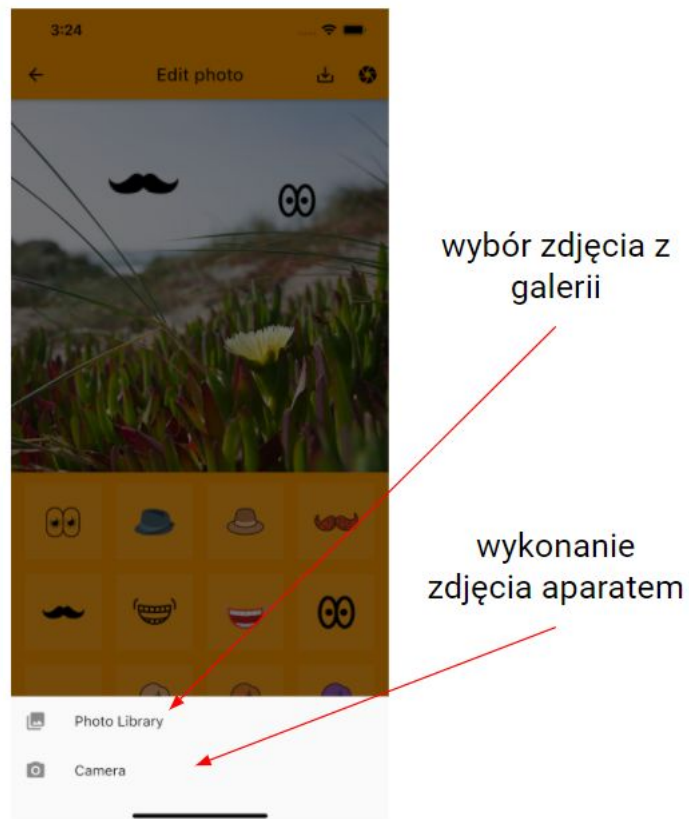 3:24
Edit photo
wybór zdjęcia z
galerii
wykonanie
zdjęcia aparatem
Photo Library
Camera